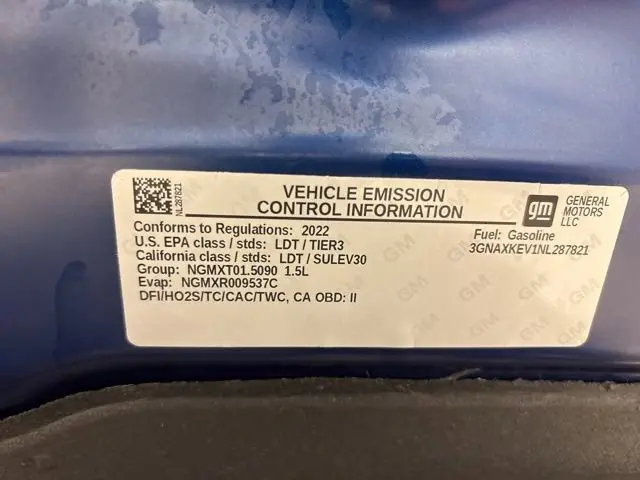 NL287821
VEHICLE EMISSION
CONTROL INFORMATION
gm
GENERAL
MOTORS
LLC
Conforms to Regulations: 2022
U.S. EPA class / stds: LDT / TIER3
California class / stds: LDT / SULEV30
Group: NGMXT01.5090 1.5L
Evap: NGMXR009537C
DFI/HO2S/TC/CAC/TWC, CA OBD: II
Fuel: Gasoline
3GNAXKEV1NL287821